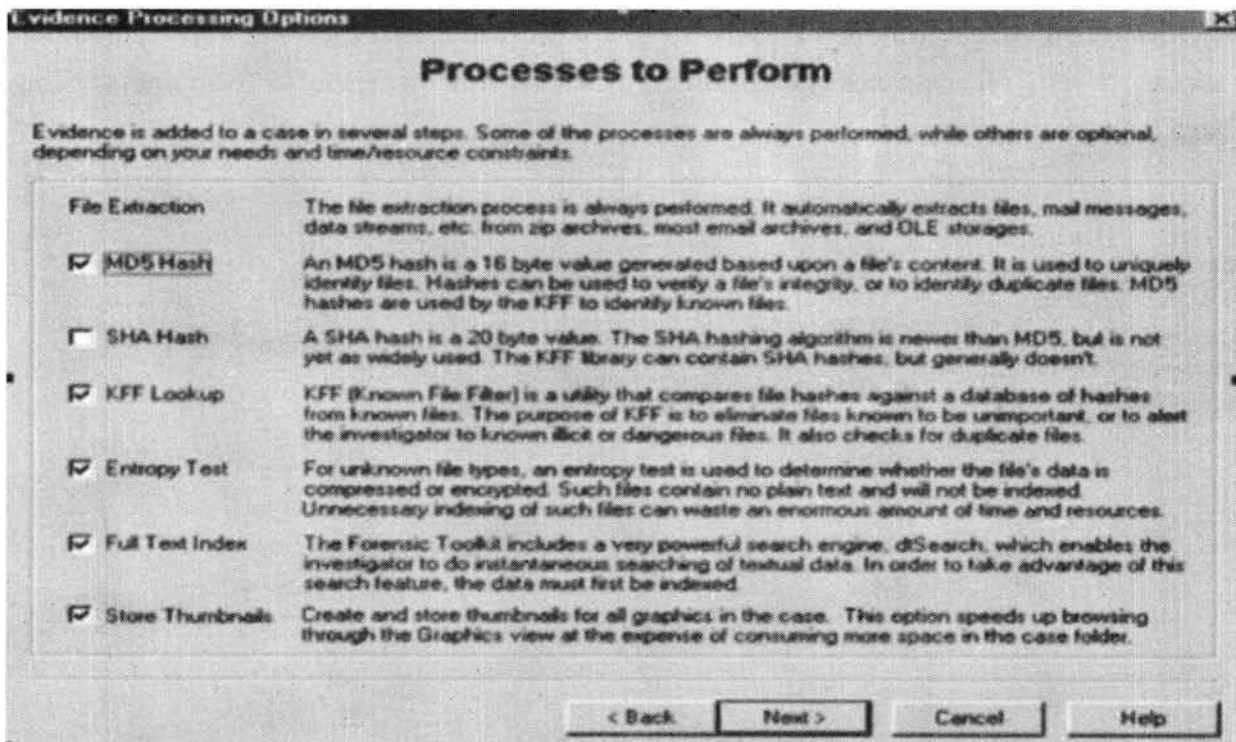 Evidence Processing Options
Processes to Perform
Evidence is added to a case in several steps. Some of the processes are always performed, while others are optional,
depending on your needs and time/resource constraints.
File Extraction
The file extraction process is always performed. It automatically extracts files, mail messages,
data streams, etc. from zip archives, most email archives, and OLE storages.
MD5 Hash
An MD5 hash is a 16 byte value generated based upon a file's content. It is used to uniquely
identify files. Hashes can be used to verify a file's integrity, or to identify duplicate files. MD5
hashes are used by the KFF to identify known files.
SHA Hash
A SHA hash is a 20 byte value. The SHA hashing algorithm is newer than MD5, but is not
yet as widely used. The KFF library can contain SHA hashes, but generally doesn't.
KFF Lookup
KFF (Known File Filter) is a utility that compares file hashes against a database of hashes
from known files. The purpose of KFF is to eliminate files known to be unimportant, or to alert
the investigator to known illicit or dangerous files. It also checks for duplicate files.
Entropy Test
For unknown file types, an entropy test is used to determine whether the file's data is
compressed or encrypted. Such files contain no plain text and will not be indexed.
Unnecessary indexing of such files can waste an enormous amount of time and resources.
Full Text Index
The Forensic Toolkit includes a very powerful search engine, dtSearch, which enables the
investigator to do instantaneous searching of textual data. In order to take advantage of this
search feature, the data must first be indexed.
Store Thumbnails
Create and store thumbnails for all graphics in the case. This option speeds up browsing
through the Graphics view at the expense of consuming more space in the case folder.
< Back
Next >
Cancel
Help